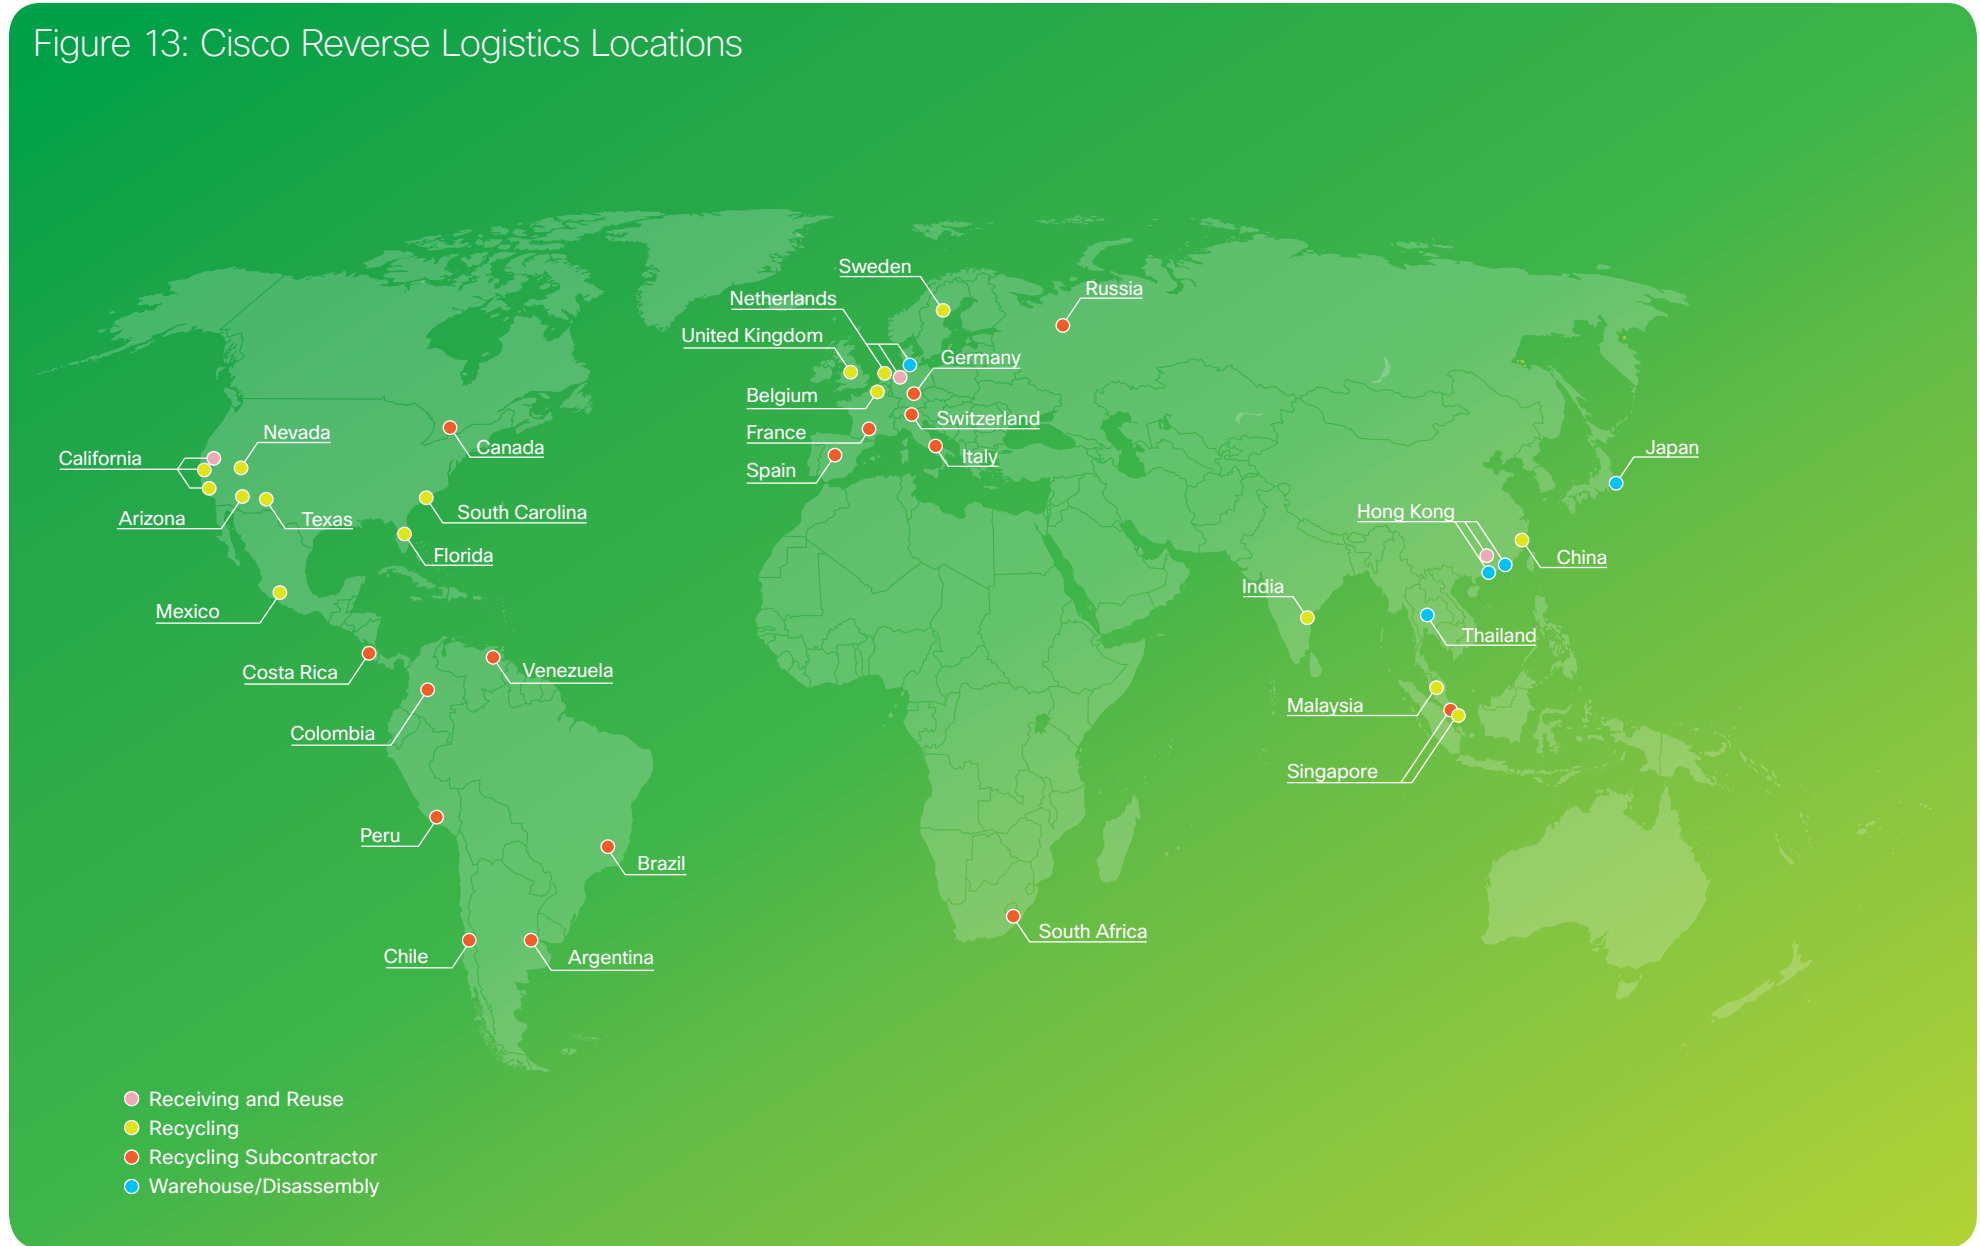 Figure 13: Cisco Reverse Logistics Locations
Sweden
Russia
Netherlands
United Kingdom
Germany
Belgium
Switzerland
France
Italy
Spain
Nevada
California
Canada
Arizona
Texas
South Carolina
Florida
Mexico
Costa Rica
Venezuela
Colombia
Peru
Brazil
Chile
Argentina
South Africa
Japan
Hong Kong
China
India
Thailand
Malaysia
Singapore
Receiving and Reuse
Recycling
Recycling Subcontractor
Warehouse/Disassembly